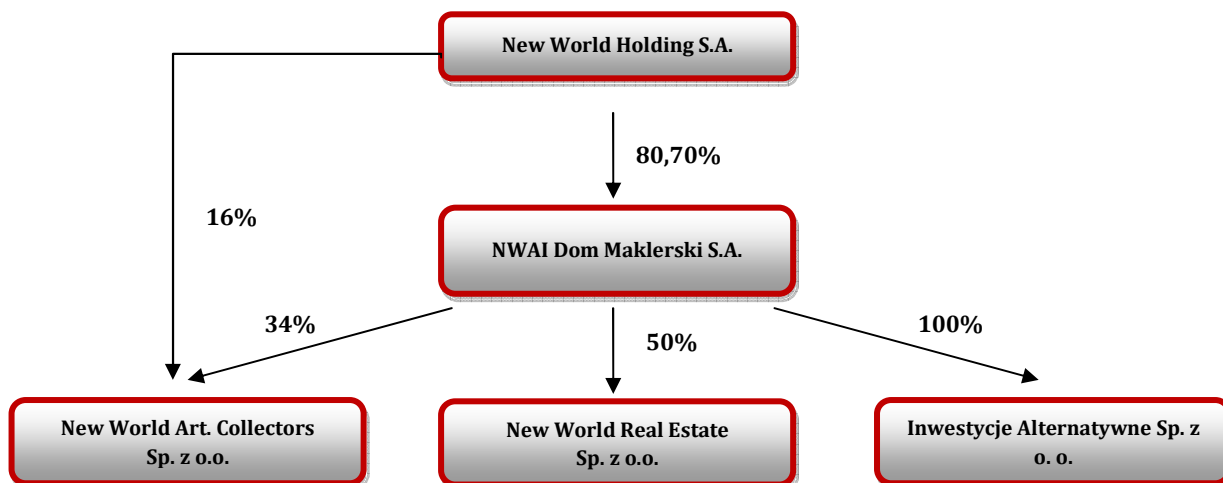 New World Holding S.A.
80,70%
16%
NWAI Dom Maklerski S.A.
34%
50%
100%
New World Art. Collectors
Sp. z o.o.
New World Real Estate
Sp. z o.o.
Inwestycje Alternatywne Sp. z
o. o.